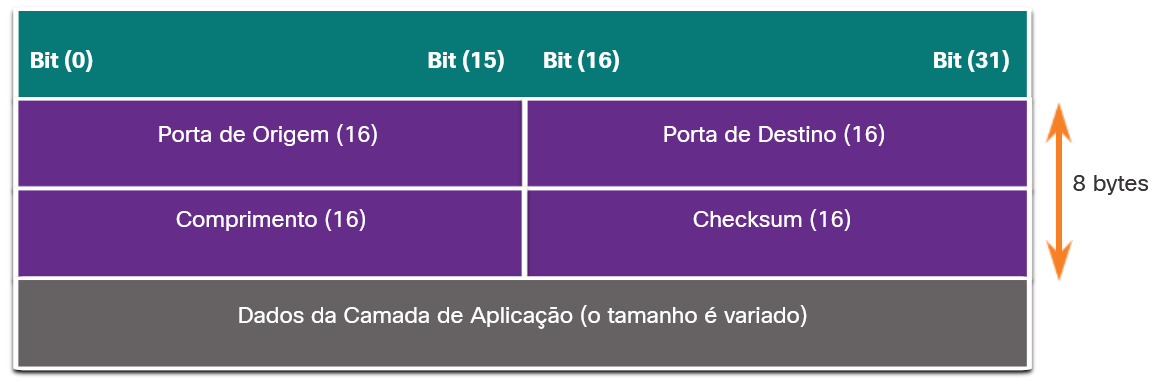 Bit (0) Bit (15) Bit (16) Bit (31)
Porta de Origem (16) Porta de Destino (16)
8 bytes
Comprimento (16) Checksum (16)
Dados da Camada de Aplicação (o tamanho é variado)